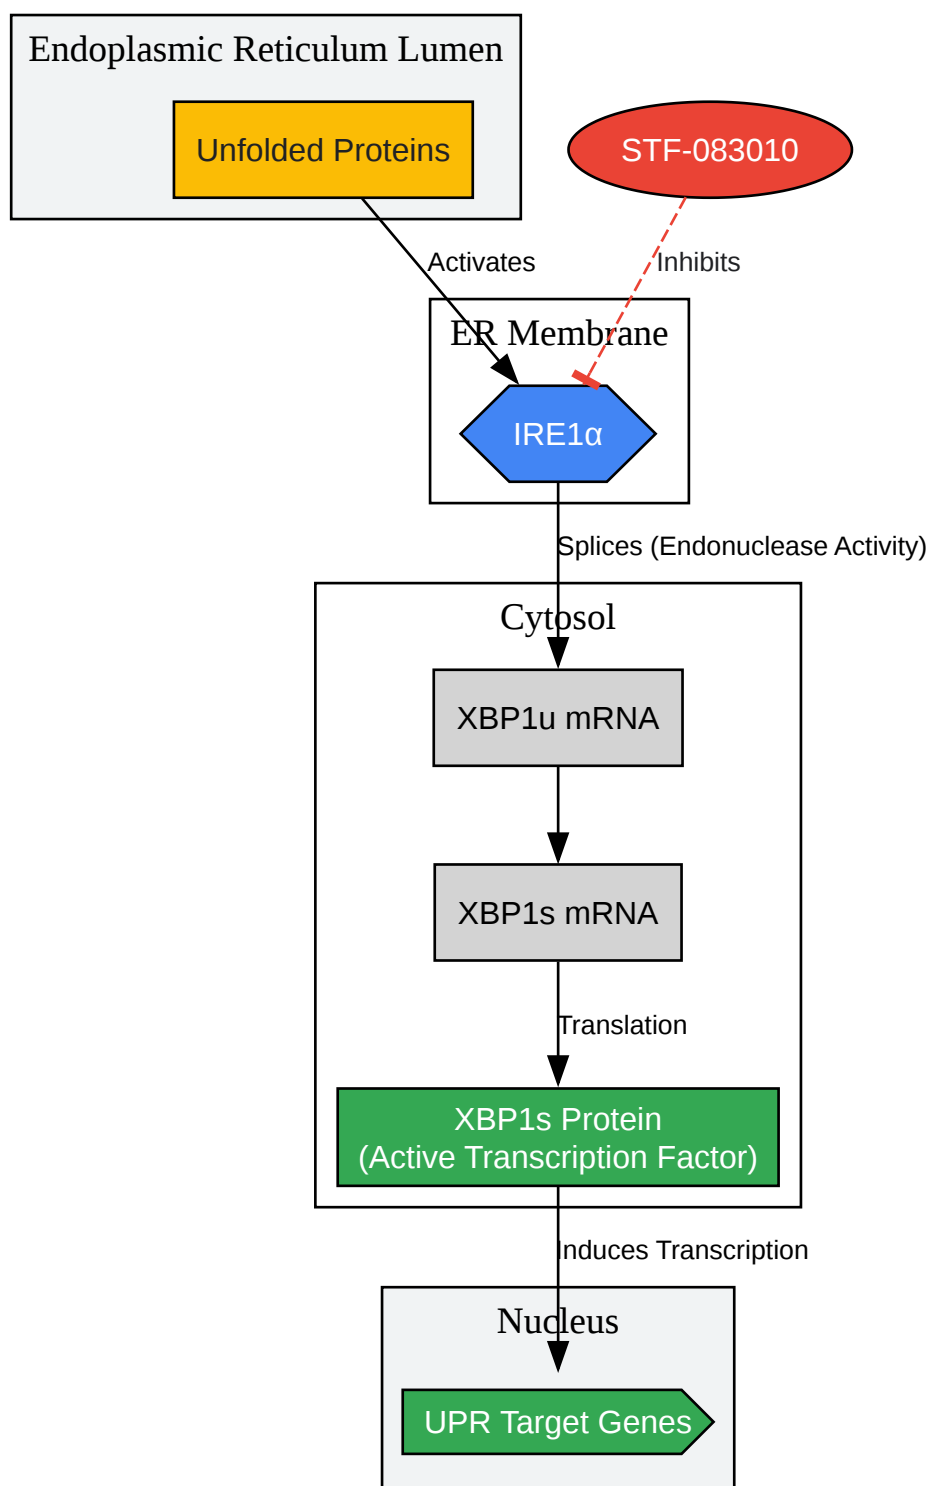 Endoplasmic Reticulum Lumen
Unfolded Proteins
STF-083010
Activates
Inhibits
ER Membrane
IRE1α
Splices (Endonuclease Activity)
Cytosol
XBP1u mRNA
XBP1s mRNA
Translation
XBP1s Protein
(Active Transcription Factor)
Induces Transcription
Nucleus
UPR Target Genes